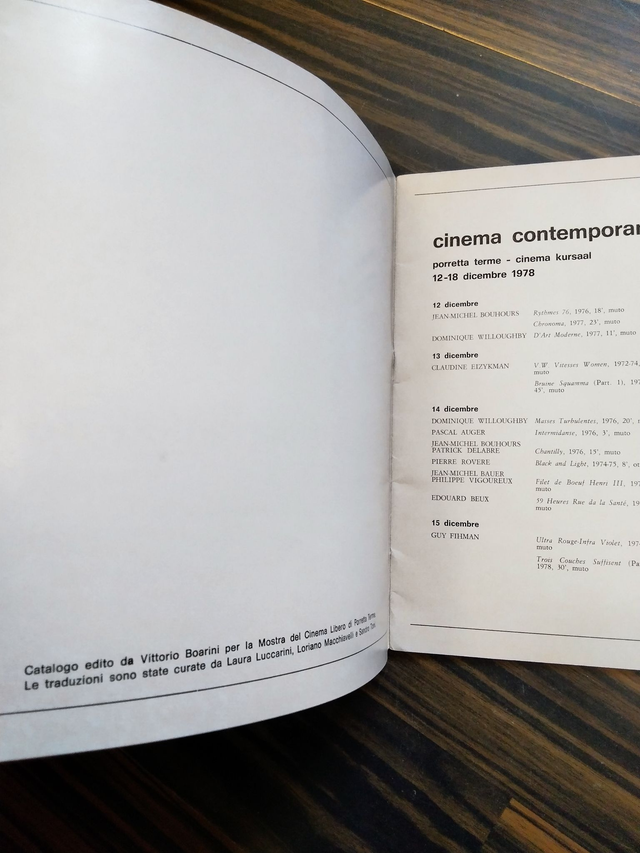 Catalogo edito da Vittorio Boarini per la Mostra del Cinema Libero di Porretta Terme.
Le traduzioni sono state curate da Laura Luccarini, Loriano Macchiavelli e Sandro Toni
cinema contemporan
porretta terme - cinema kursaal
12-18 dicembre 1978
12 dicembre
JEAN-MICHEL BOUHOURS Rythmes 76, 1976, 18', muto
Chronoma, 1977, 23', muto
DOMINIQUE WILLOUGHBY D'Art Moderne, 1977, 11', muto
13 dicembre
CLAUDINE EIZYKMAN V.W. Vitesses Women, 1972-74,
muto
Bruine Squamma (Part. 1), 197
45', muto
14 dicembre
DOMINIQUE WILLOUGHBY Masses Turbulentes, 1976, 20',
PASCAL AUGER Intermidanse, 1976, 3', muto
JEAN-MICHEL BOUHOURS
PATRICK DELABRE Chantilly, 1976, 15', muto
PIERRE ROVERE Black and Light, 1974-75, 8',
JEAN-MICHEL BAUER
PHILIPPE VIGOUREUX Filet de Boeuf Henri III, 197
muto
EDOUARD BEUX 59 Heures Rue da la Santé, 19
muto
15 dicembre
GUY FIHMAN Ultra Rouge-Infra Violet, 197
muto
Trois Couches Suffisent (Pa
1978, 30', muto